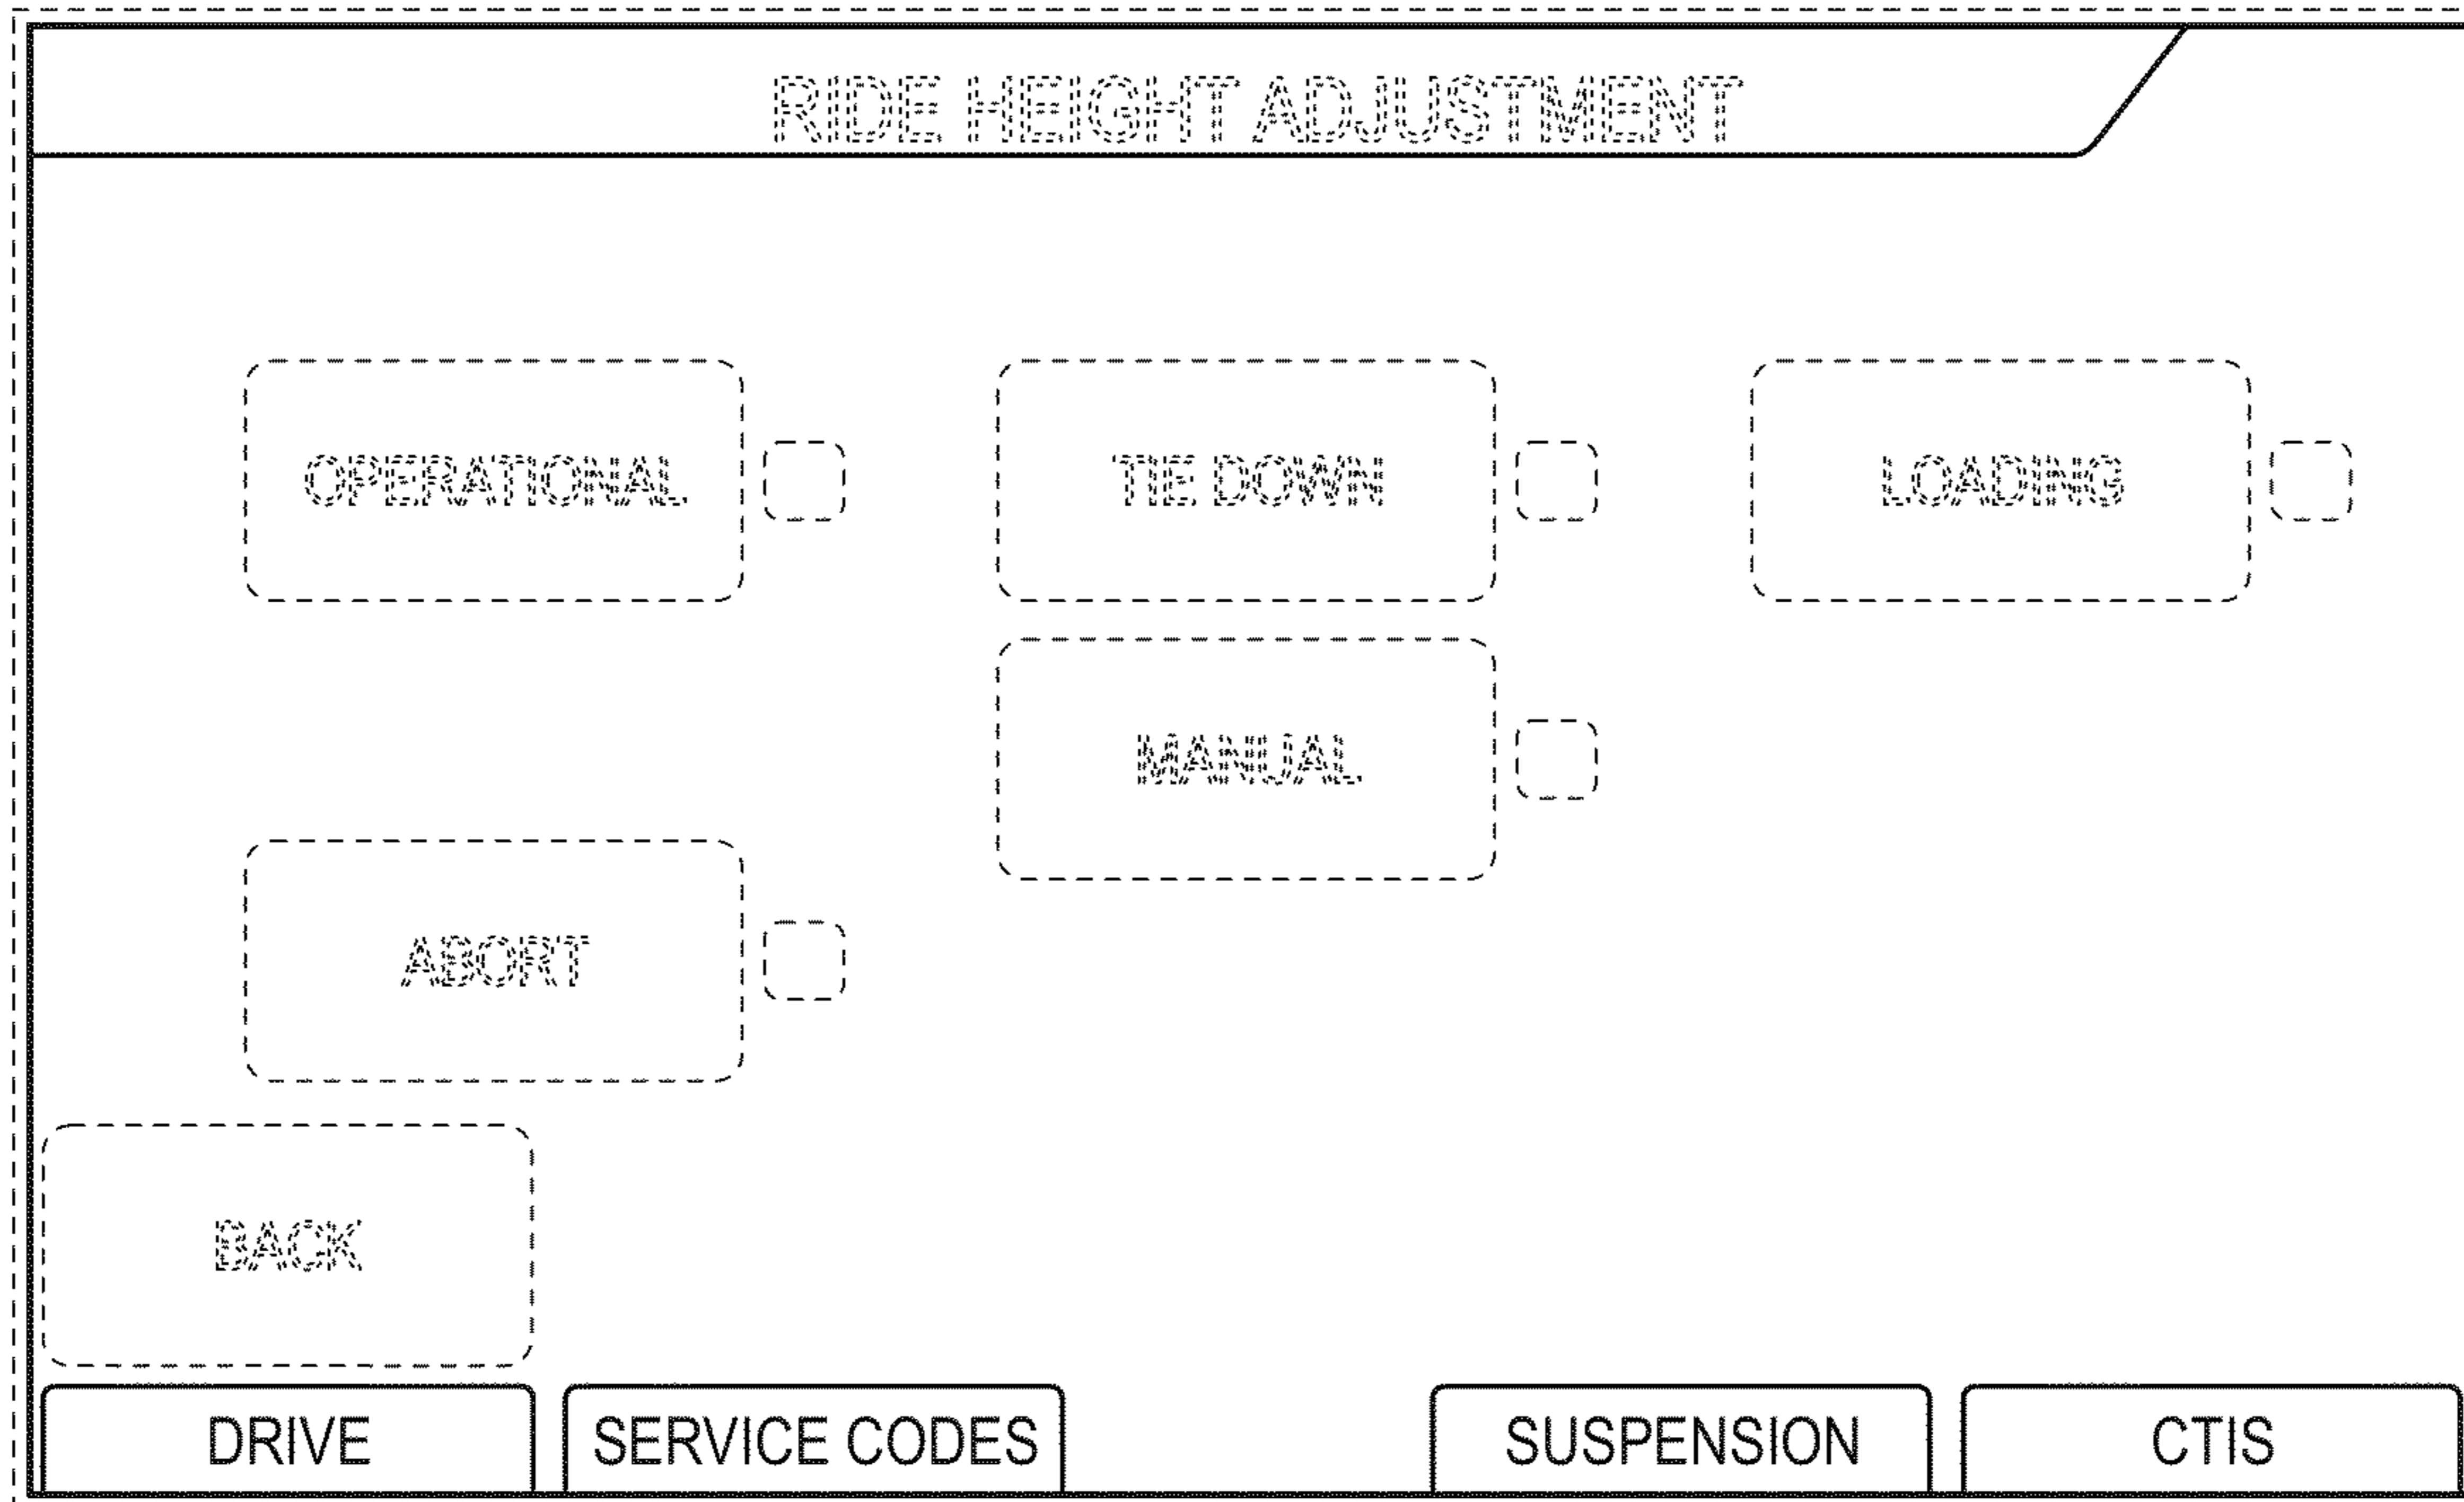 RIDE HEIGHT ADJUSTMENT
OPERATIONAL
TIE DOWN
LOADING
MANUAL
ABORT
BACK
DRIVE
SERVICE CODES
SUSPENSION
CTIS